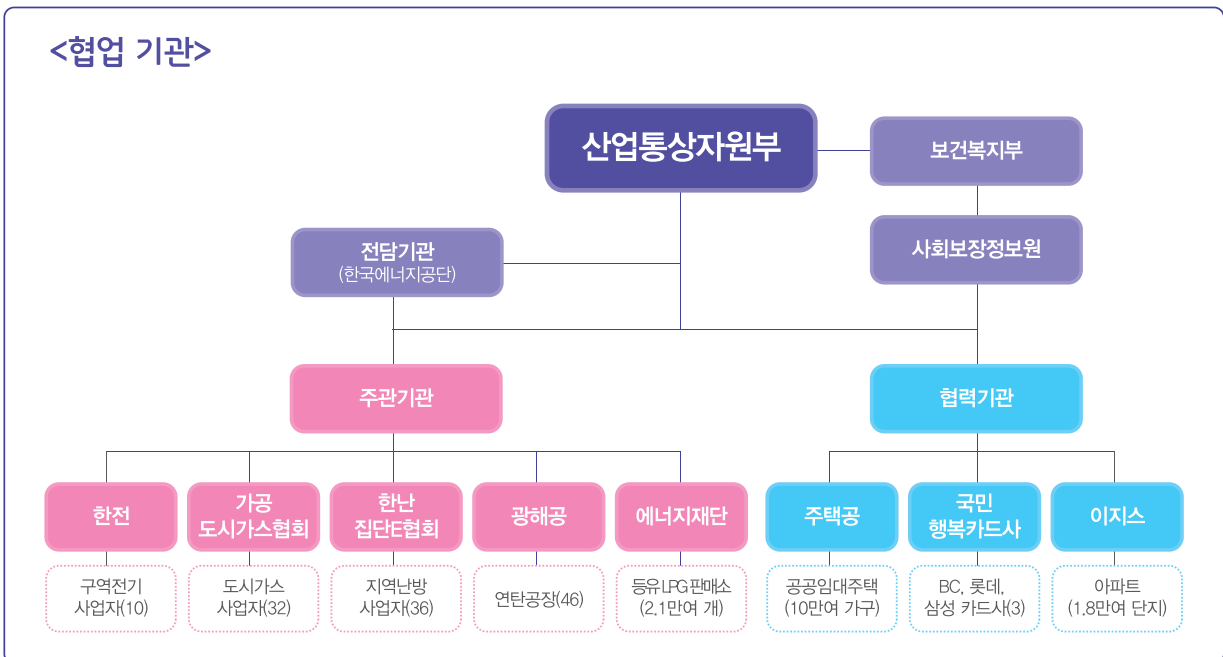 <협업 기관>
산업통상자원부
보건복지부
전담기관
(한국에너지공단)
사회보장정보원
주관기관
협력기관
한전
가공
도시가스협회
한난
집단E협회
광해공
에너지재단
주택공
국민
행복카드사
이지스
구역전기
사업자(10)
도시가스
사업자(32)
지역난방
사업자(36)
연탄공장(46)
등유LPG판매소
(2.1만여 개)
공공임대주택
(10만여 가구)
BC, 롯데,
삼성 카드사(3)
아파트
(1.8만여 단지)